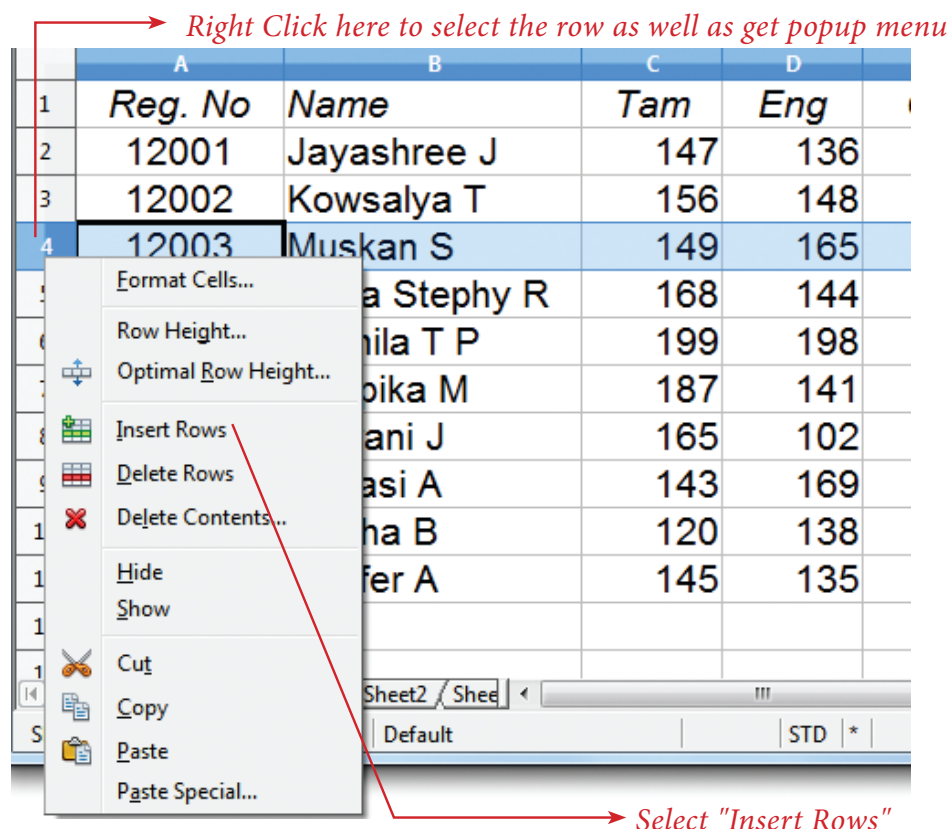 Right Click here to select the row as well as get popup menu
A B C D
1 Reg. No Name Tam Eng
2 12001 Jayashree J 147 136
3 12002 Kowsalya T 156 148
4 12003 Muskan S 149 165
a Stephy R 168 144
ila T P 199 198
ika M 187 141
ani J 165 102
asi A 143 169
ha B 120 138
fer A 145 135
Format Cells...
Row Height...
Optimal Row Height...
Insert Rows
Delete Rows
Delete Contents...
Hide
Show
Cut
Copy
Paste
Paste Special...
Sheet2 Shee
Default STD *
Select "Insert Rows"